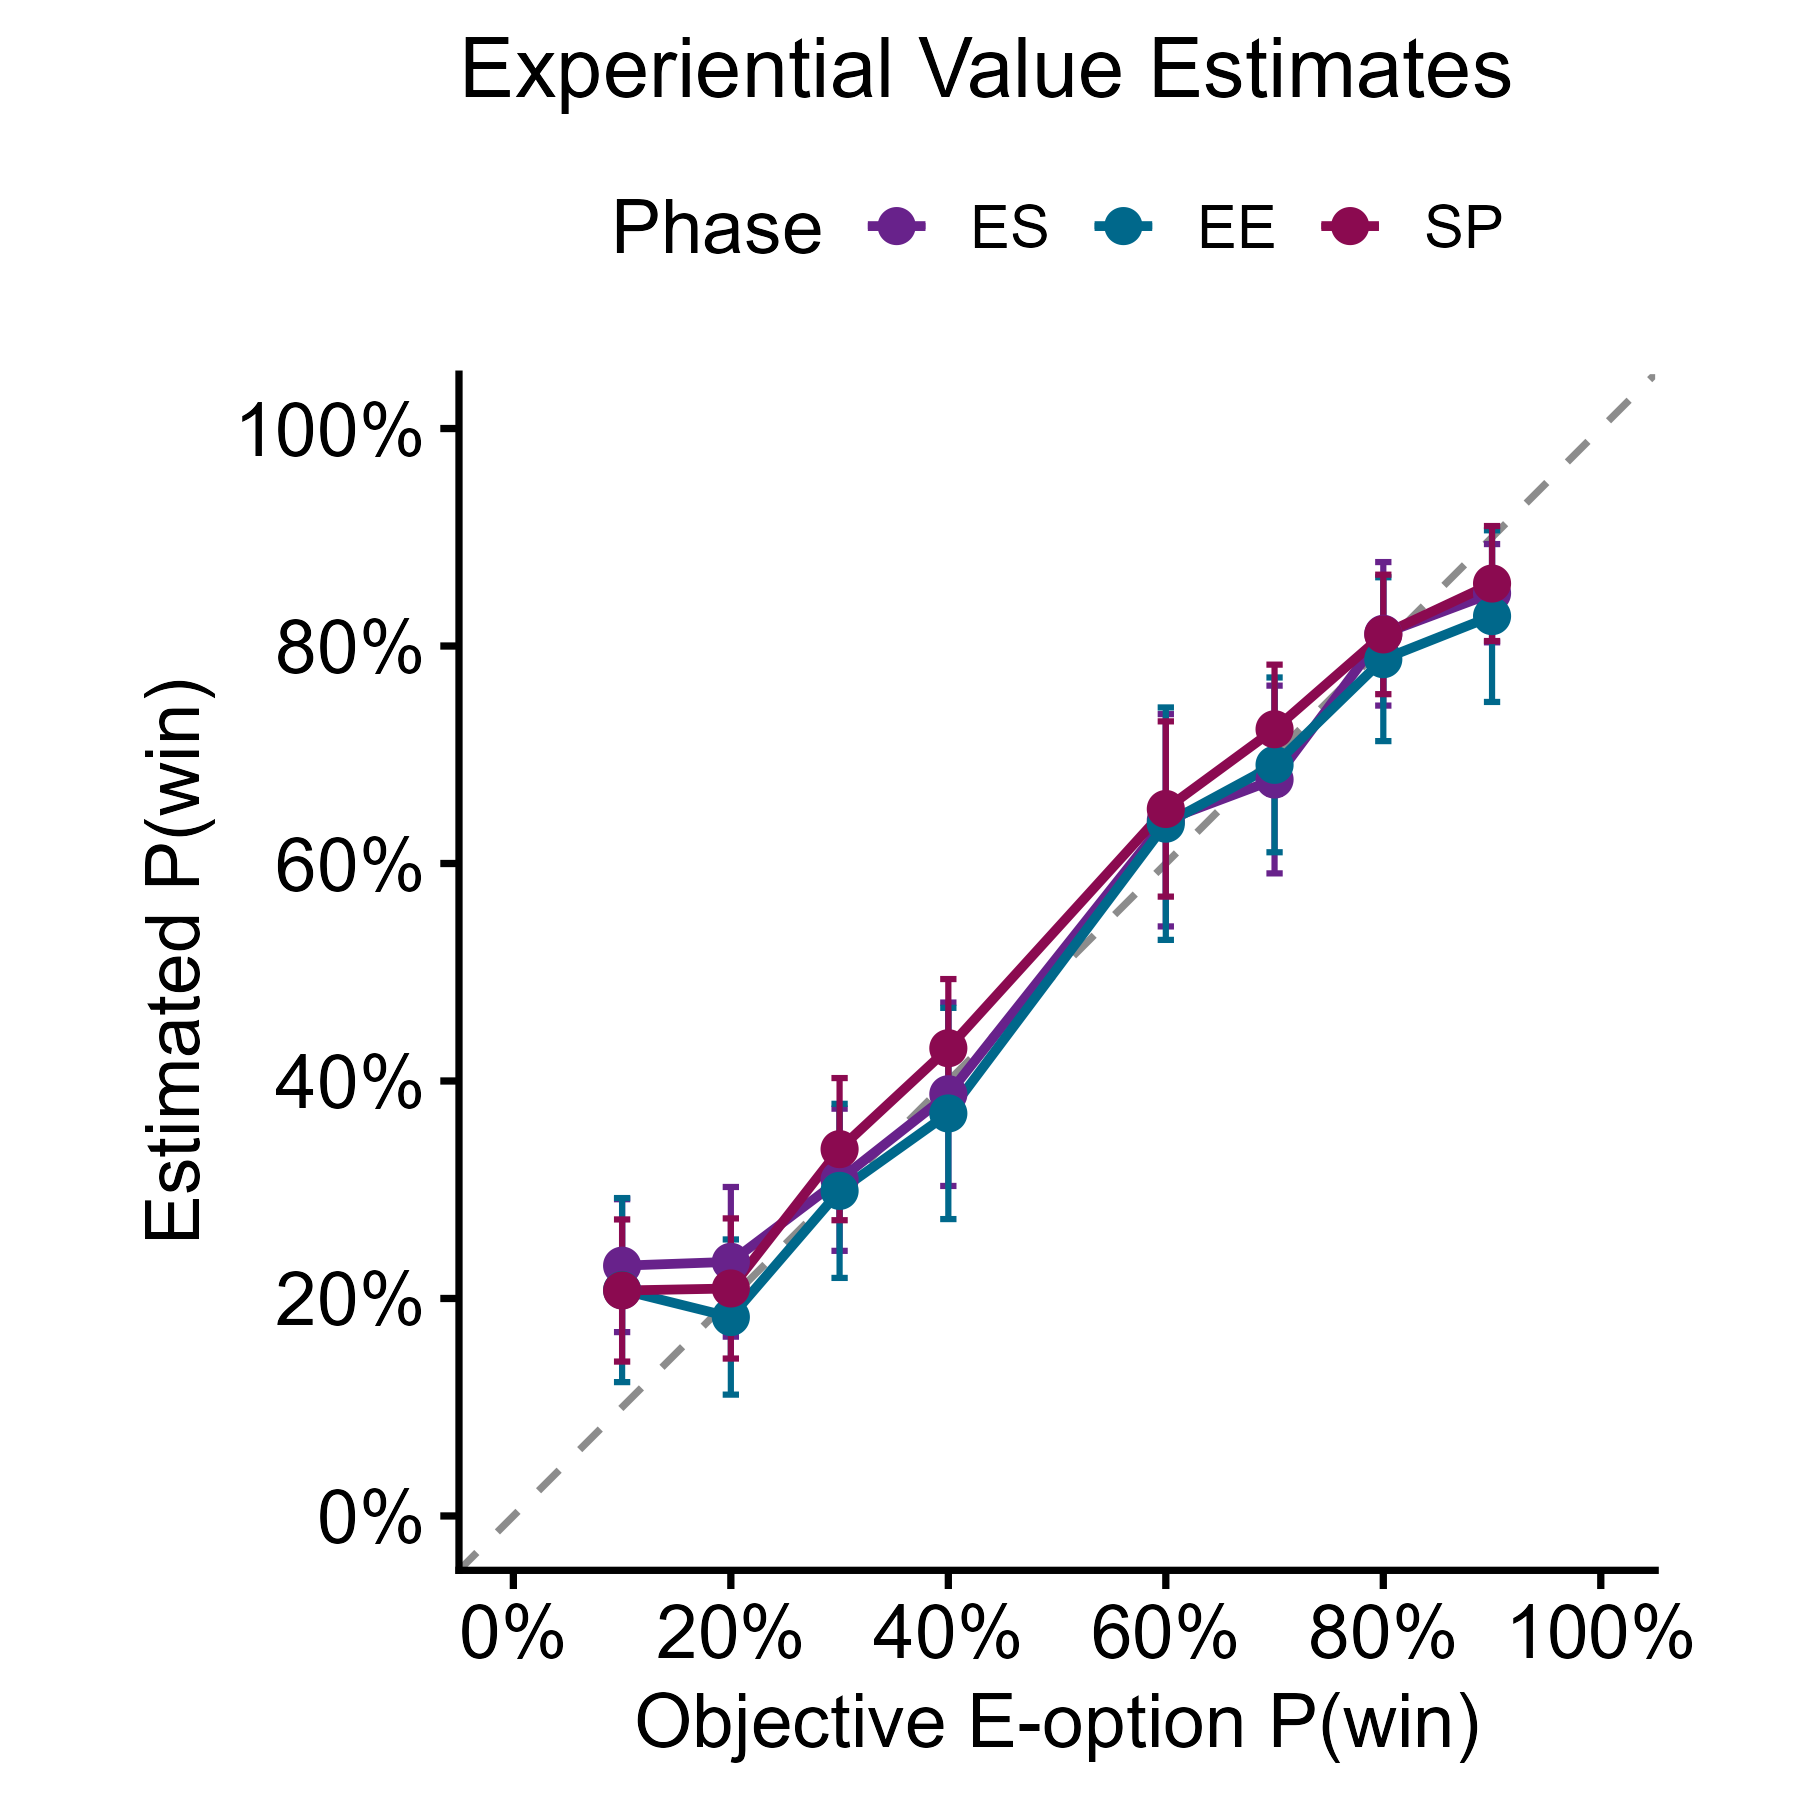 Experiential Value Estimates
Phase ES EE SP
100%
80%
60%
40%
20%
0%
Estimated P(win)
0% 20% 40% 60% 80% 100%
Objective E-option P(win)